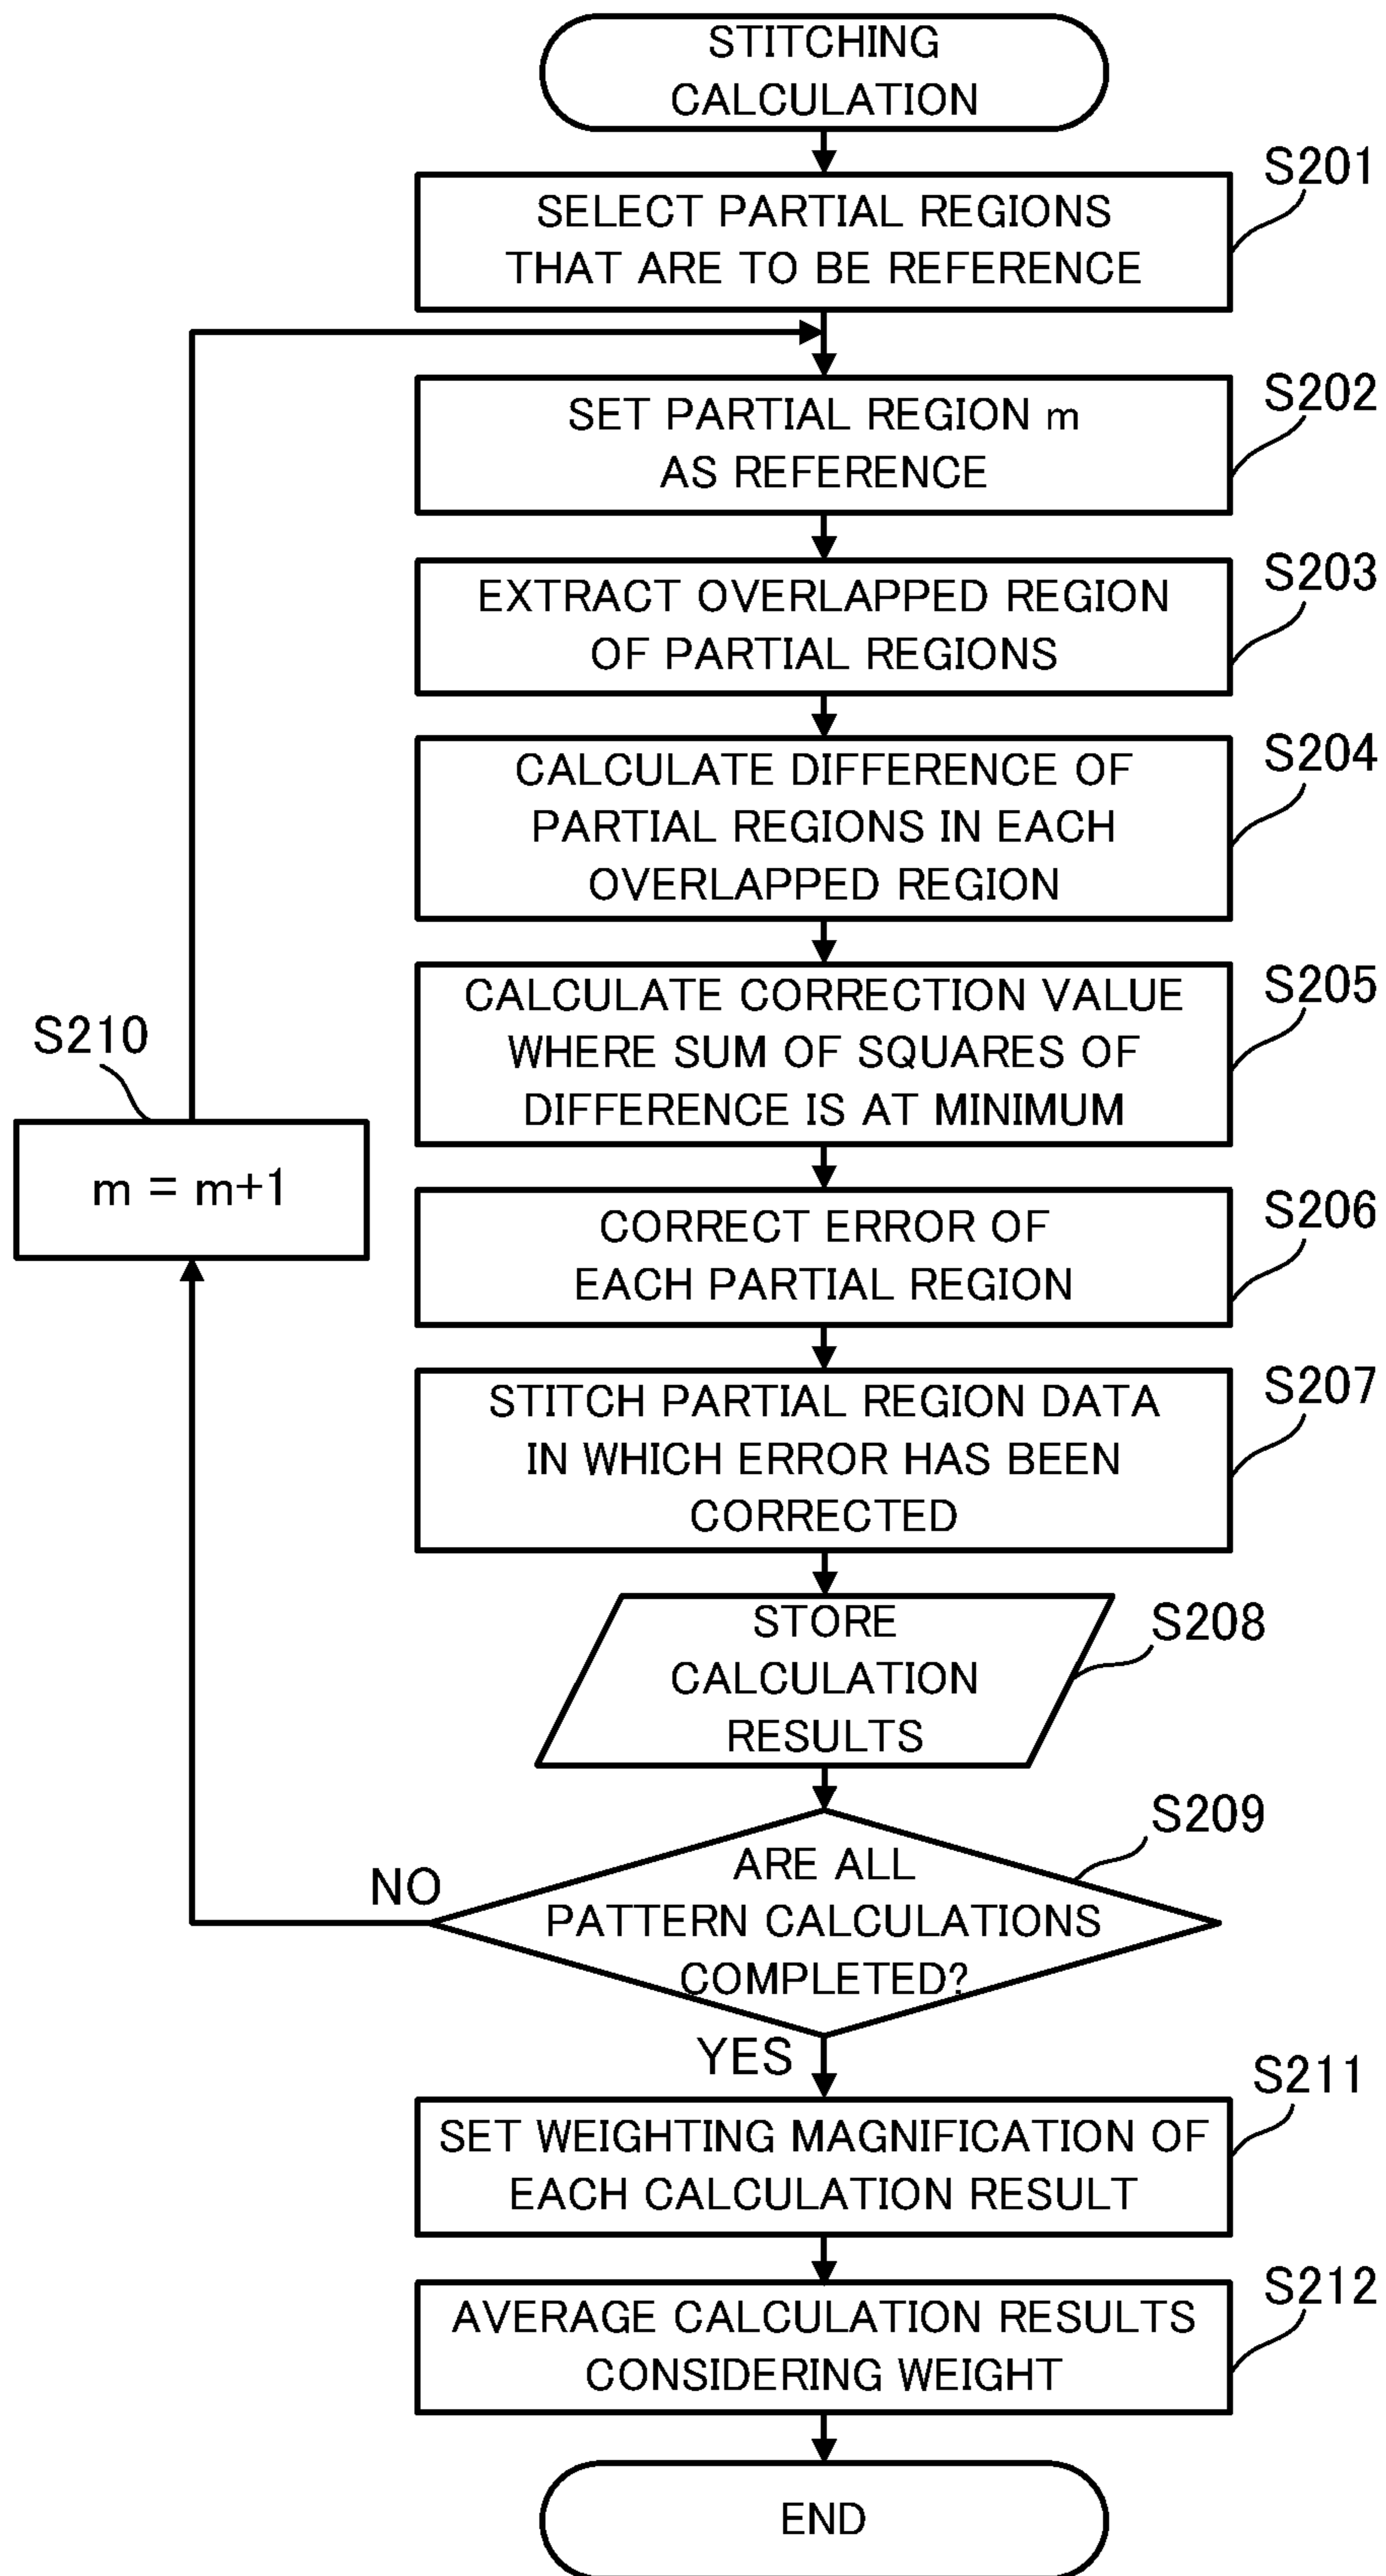 STITCHING
CALCULATION
S201
SELECT PARTIAL REGIONS
THAT ARE TO BE REFERENCE
S202
SET PARTIAL REGION m
AS REFERENCE
S203
EXTRACT OVERLAPPED REGION
OF PARTIAL REGIONS
S204
CALCULATE DIFFERENCE OF
PARTIAL REGIONS IN EACH
OVERLAPPED REGION
S205
CALCULATE CORRECTION VALUE
WHERE SUM OF SQUARES OF
DIFFERENCE IS AT MINIMUM
S210
m = m+1
S206
CORRECT ERROR OF
EACH PARTIAL REGION
S207
STITCH PARTIAL REGION DATA
IN WHICH ERROR HAS BEEN
CORRECTED
S208
STORE
CALCULATION
RESULTS
S209
ARE ALL
PATTERN CALCULATIONS
COMPLETED?
NO
YES
S211
SET WEIGHTING MAGNIFICATION OF
EACH CALCULATION RESULT
S212
AVERAGE CALCULATION RESULTS
CONSIDERING WEIGHT
END